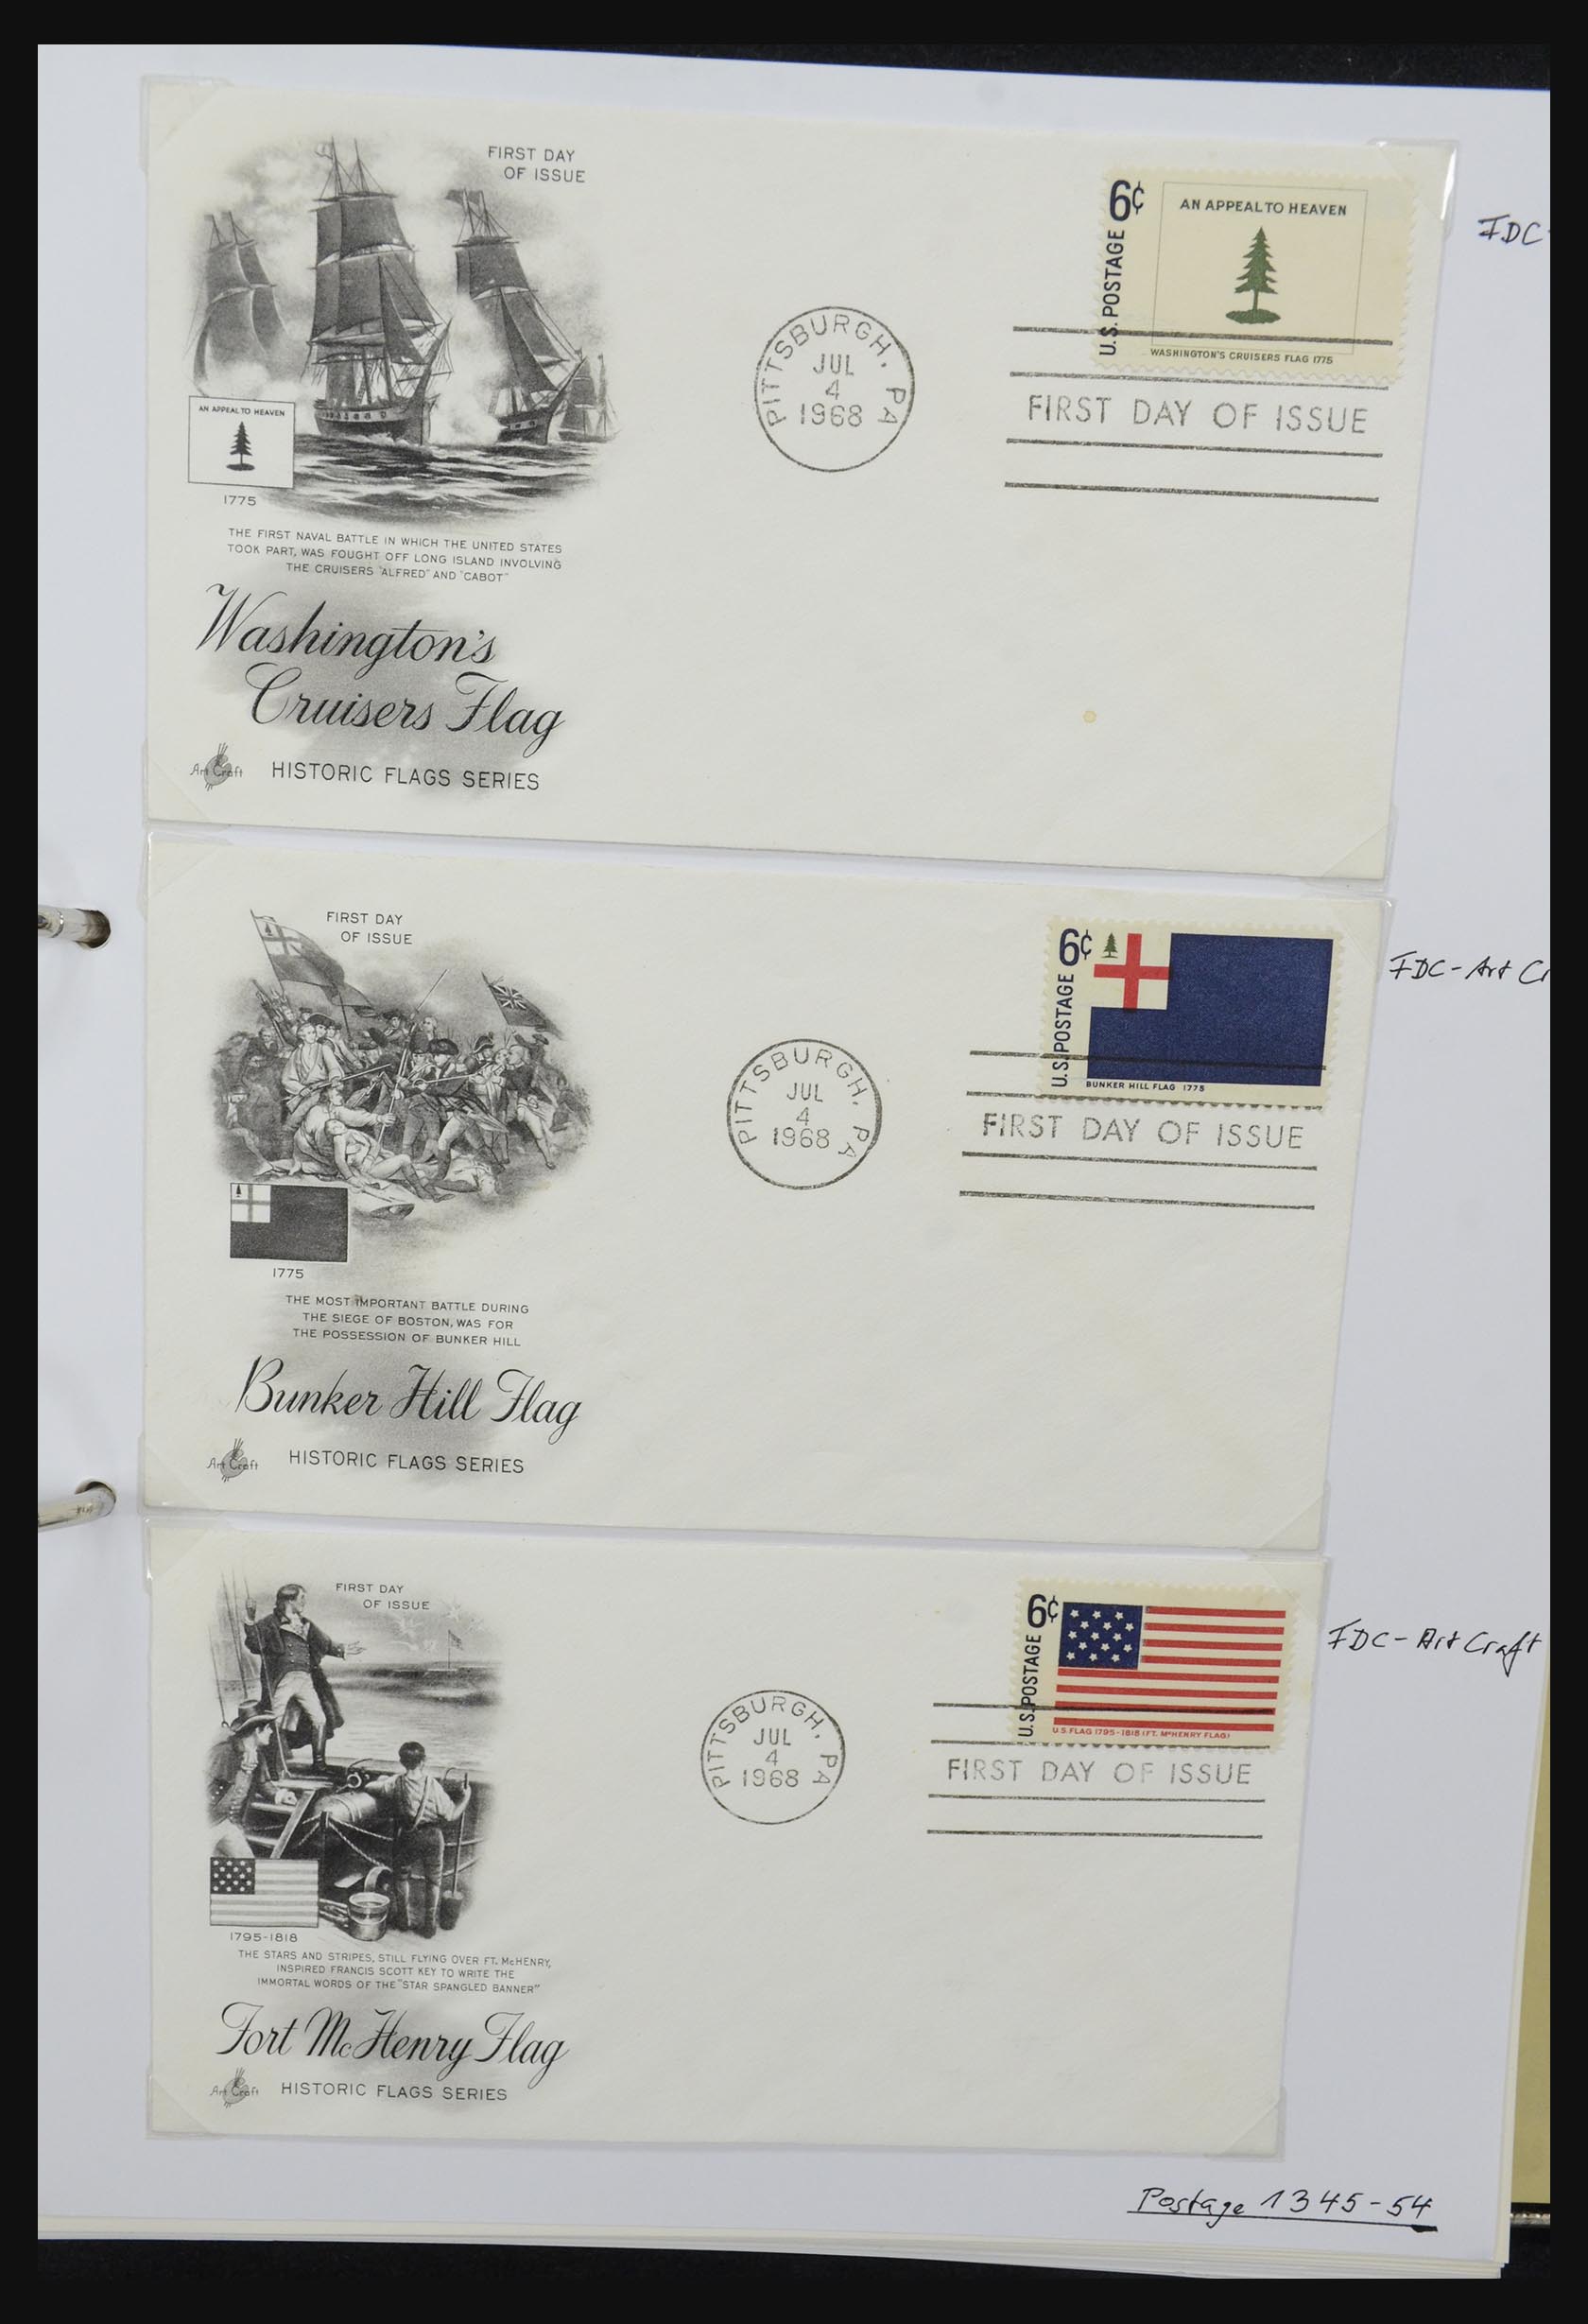 FIRST DAY
OF ISSUE
6¢
U.S. POSTAGE
AN APPEAL TO HEAVEN
WASHINGTON'S CRUISERS FLAG 1775
PITTSBURGH, PA
JUL
4
1968
FIRST DAY OF ISSUE
FDC-
AN APPEAL TO HEAVEN
1775
THE FIRST NAVAL BATTLE IN WHICH THE UNITED STATES
TOOK PART, WAS FOUGHT OFF LONG ISLAND INVOLVING
THE CRUISERS "ALFRED" AND "CABOT"
Washington's
Cruisers Flag
Art Craft HISTORIC FLAGS SERIES
FIRST DAY
OF ISSUE
6¢
U.S. POSTAGE
BUNKER HILL FLAG 1775
PITTSBURGH, PA
JUL
4
1968
FIRST DAY OF ISSUE
FDC-Art Cr
1775
THE MOST IMPORTANT BATTLE DURING
THE SIEGE OF BOSTON, WAS FOR
THE POSSESSION OF BUNKER HILL
Bunker Hill Flag
Art Craft HISTORIC FLAGS SERIES
FIRST DAY
OF ISSUE
6¢
U.S. POSTAGE
U.S FLAG 1795-1818 (FT. McHENRY FLAG)
PITTSBURGH, PA
JUL
4
1968
FIRST DAY OF ISSUE
FDC-Art Craft
1795-1818
THE STARS AND STRIPES, STILL FLYING OVER FT. McHENRY,
INSPIRED FRANCIS SCOTT KEY TO WRITE THE
IMMORTAL WORDS OF THE "STAR SPANGLED BANNER"
Fort McHenry Flag
Art Craft HISTORIC FLAGS SERIES
Postage 1345-54